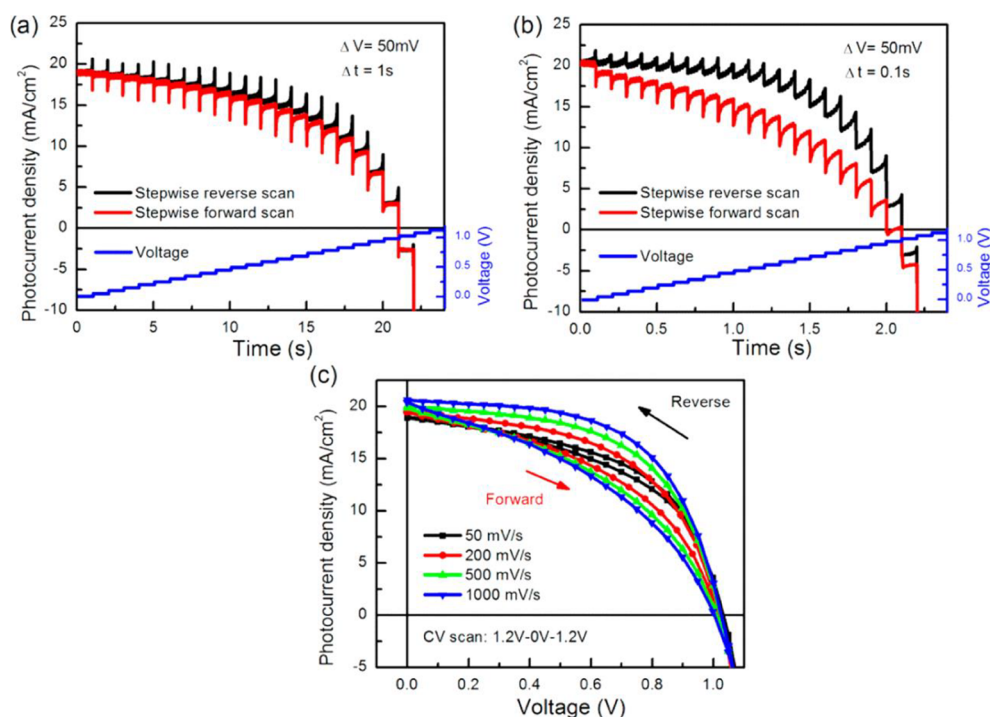 (a)
25
20
15
10
5
0
-5
-10
Photocurrent density (mA/cm²)
Δ V= 50mV
Δ t = 1s
Stepwise reverse scan
Stepwise forward scan
Voltage
1.0
0.5
0.0
Voltage (V)
0 5 10 15 20
Time (s)
(b)
25
20
15
10
5
0
-5
-10
Photocurrent density (mA/cm²)
Δ V= 50mV
Δ t = 0.1s
Stepwise reverse scan
Stepwise forward scan
Voltage
1.0
0.5
0.0
Voltage (V)
0.0 0.5 1.0 1.5 2.0
Time (s)
(c)
20
15
10
5
0
-5
Photocurrent density (mA/cm²)
Reverse
Forward
50 mV/s
200 mV/s
500 mV/s
1000 mV/s
CV scan: 1.2V-0V-1.2V
0.0 0.2 0.4 0.6 0.8 1.0
Voltage (V)